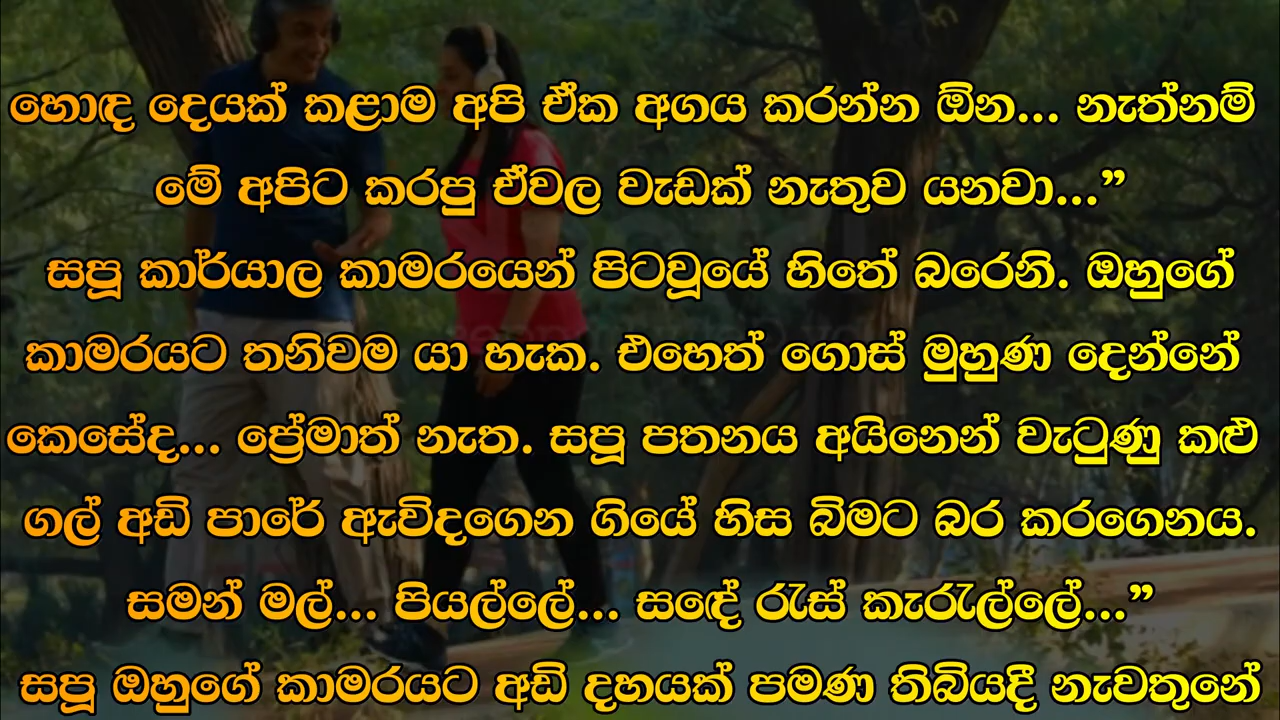 හොඳ දෙයක් කළාම අපි ඒක අගය කරන්න ඕන... නැත්නම්
මේ අපිට කරපු ඒවල වැඩක් නැතුව යනවා...”
සපූ කාර්යාල කාමරයෙන් පිටවූයේ හිතේ බරෙනි. ඔහුගේ
කාමරයට තනිවම යා හැක. එහෙත් ගොස් මුහුණ දෙන්නේ
කෙසේද... ප්‍රේමාත් නැත. සපූ පතනය අයිනෙන් වැටුණු කළු
ගල් අඩි පාරේ ඇවිදගෙන ගියේ හිස බිමට බර කරගෙනය.
සමන් මල්... පියල්ලේ... සඳේ රැස් කැරැල්ලේ...”
සපූ ඔහුගේ කාමරයට අඩි දහයක් පමණ තිබියදී නැවතුනේ